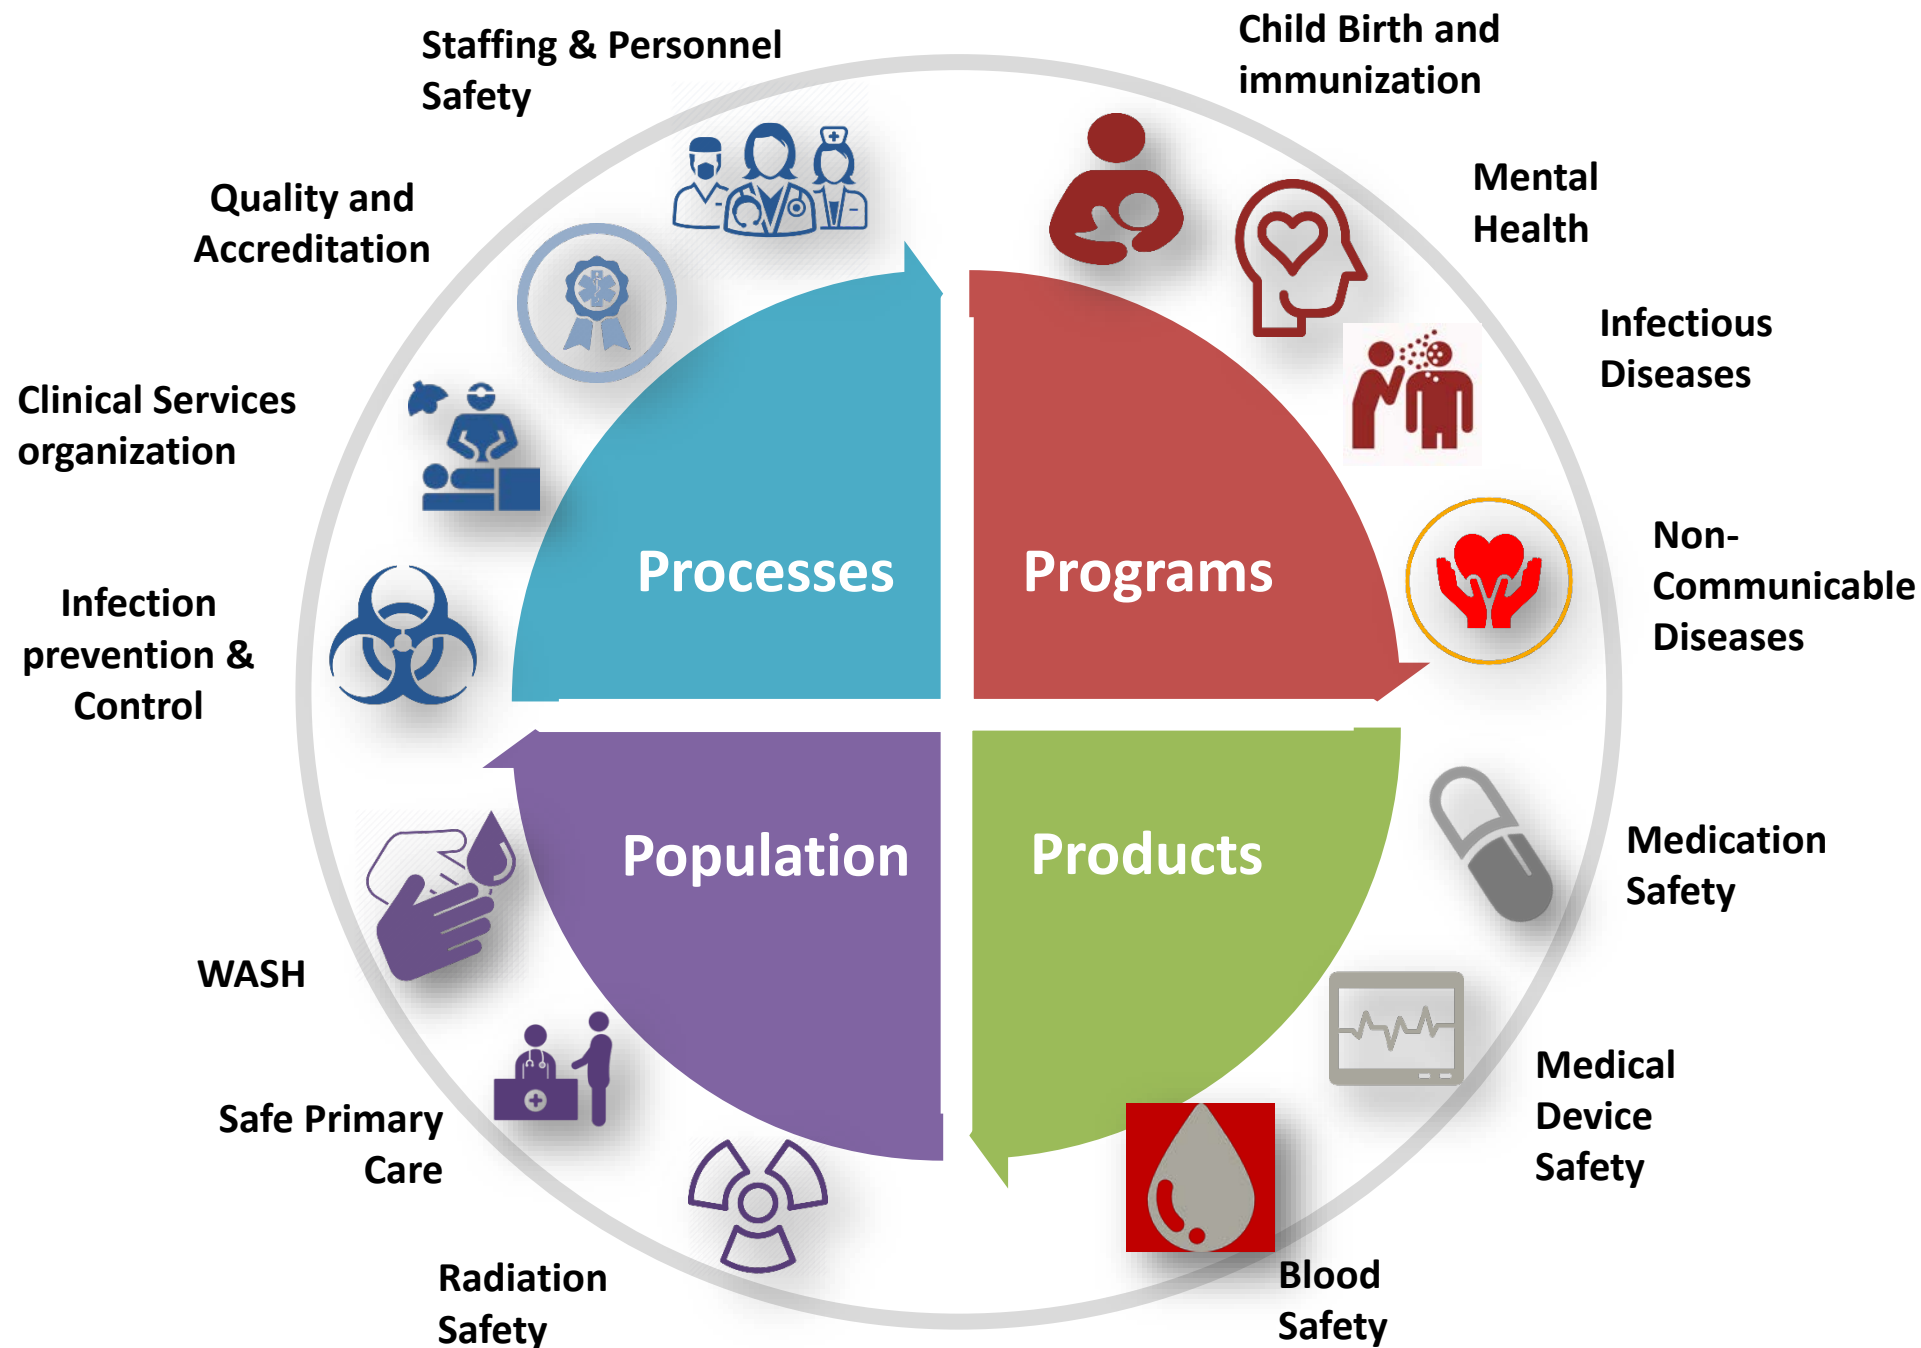 Staffing & Personnel
Safety
Child Birth and
immunization
Quality and
Accreditation
Mental
Health
Clinical Services
organization
Infectious
Diseases
Infection
prevention &
Control
Non-
Communicable
Diseases
Processes
Programs
Population
Products
WASH
Medication
Safety
Safe Primary
Care
Medical
Device
Safety
Radiation
Safety
Blood
Safety